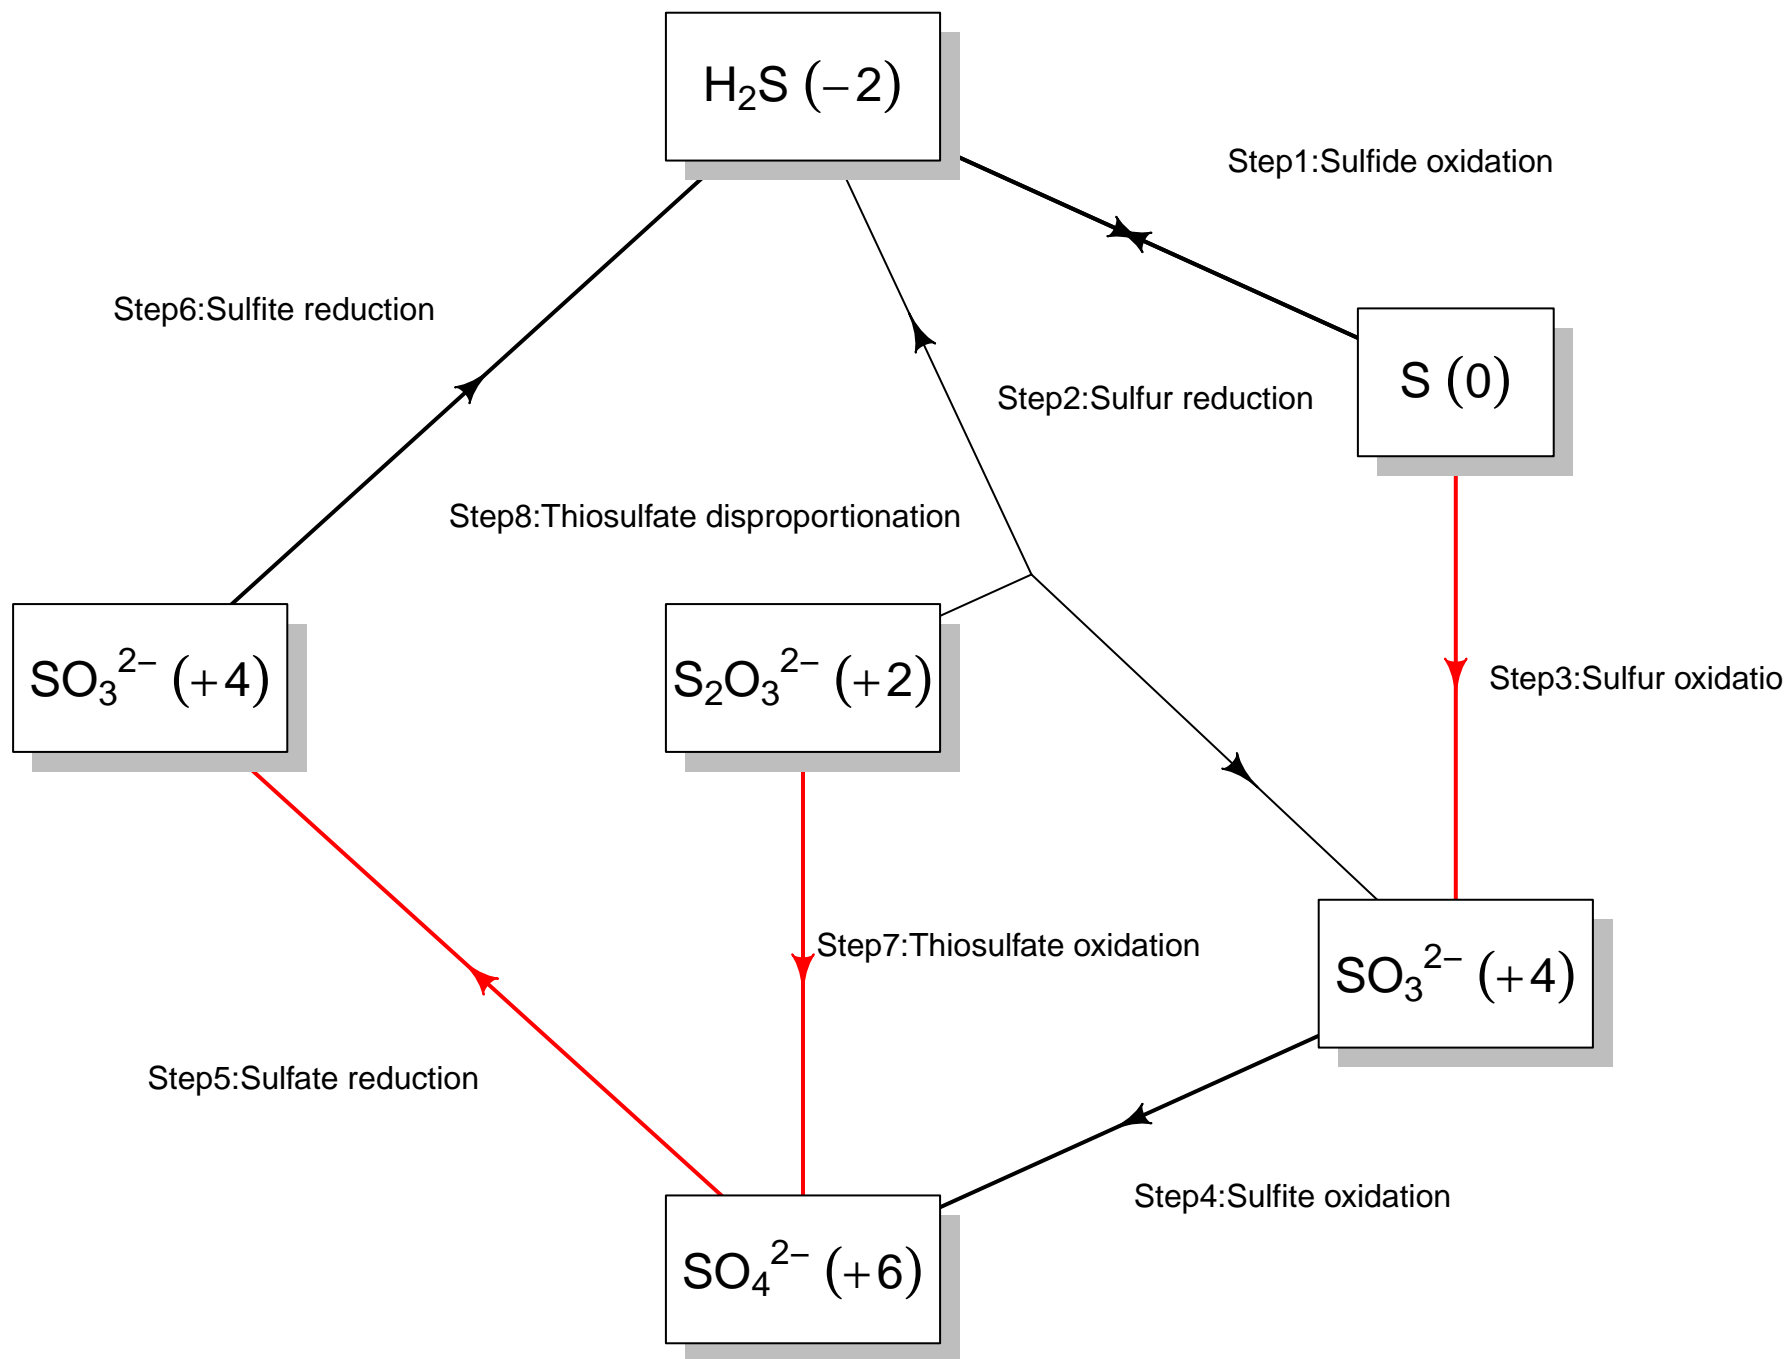 H₂S (−2)
Step1:Sulfide oxidation
Step6:Sulfite reduction
S (0)
Step2:Sulfur reduction
Step8:Thiosulfate disproportionation
SO₃²⁻ (+4)
S₂O₃²⁻ (+2)
Step3:Sulfur oxidatio
Step7:Thiosulfate oxidation
SO₃²⁻ (+4)
Step5:Sulfate reduction
Step4:Sulfite oxidation
SO₄²⁻ (+6)